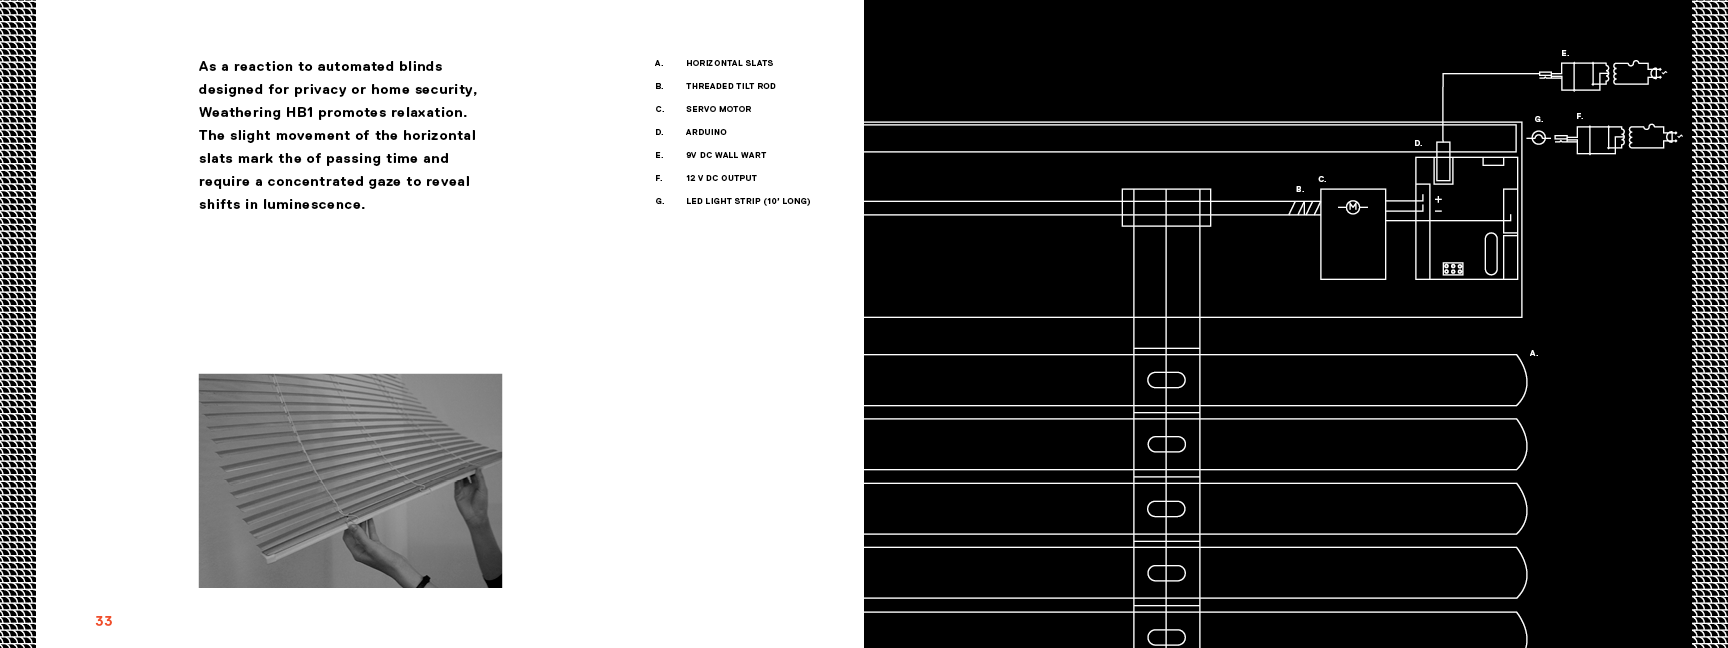 As a reaction to automated blinds
designed for privacy or home security,
Weathering HB1 promotes relaxation.
The slight movement of the horizontal
slats mark the of passing time and
require a concentrated gaze to reveal
shifts in luminescence.
A. HORIZONTAL SLATS
B. THREADED TILT ROD
C. SERVO MOTOR
D. ARDUINO
E. 9V DC WALL WART
F. 12 V DC OUTPUT
G. LED LIGHT STRIP (10' LONG)
33
E.
G.
F.
D.
C.
B.
M
+
−
A.